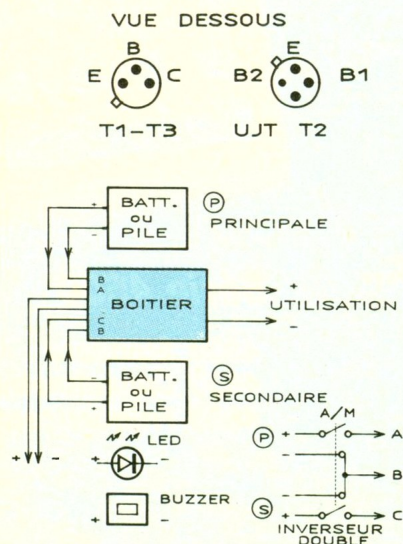 VUE DESSOUS
B
E C
T1-T3
E
B2 B1
UJT T2
+
-
BATT.
OU
PILE
P
PRINCIPALE
B
A
C
B
BOITIER
+
UTILISATION
-
-
+
BATT.
OU
PILE
S
SECONDAIRE
+ -
LED
+ -
BUZZER
+ -
A/M
P + A
-
B
-
S + C
INVERSEUR
DOUBLE